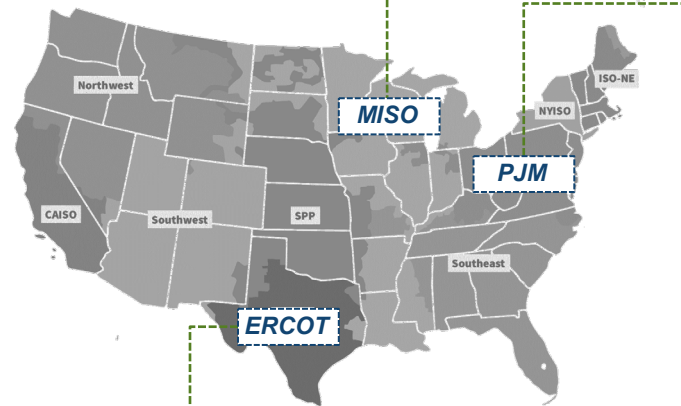 ISO-NE
Northwest
MISO
NYISO
PJM
CAISO
Southwest
SPP
Southeast
ERCOT